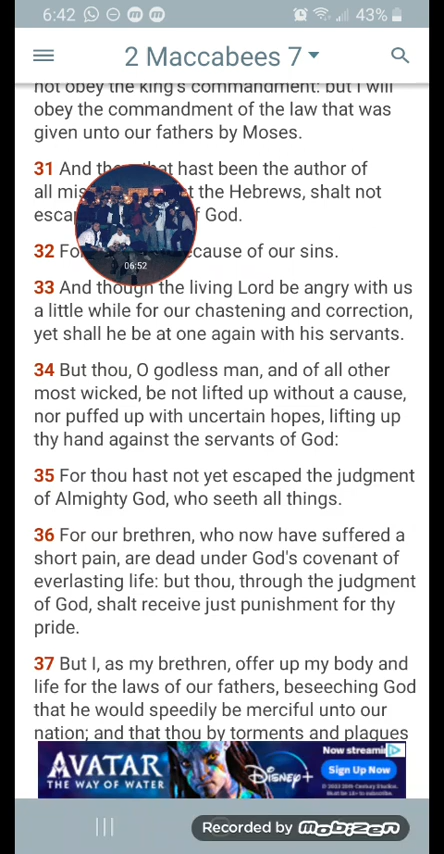 6:42
43%
2 Maccabees 7
not obey the king's commandment: but I will
obey the commandment of the law that was
given unto our fathers by Moses.
31 And that hast been the author of
all the Hebrews, shalt not
of God.
32 because of our sins.
33 And though the living Lord be angry with us
a little while for our chastening and correction,
yet shall he be at one again with his servants.
34 But thou, O godless man, and of all other
most wicked, be not lifted up without a cause,
nor puffed up with uncertain hopes, lifting up
thy hand against the servants of God:
35 For thou hast not yet escaped the judgment
of Almighty God, who seeth all things.
36 For our brethren, who now have suffered a
short pain, are dead under God's covenant of
everlasting life: but thou, through the judgment
of God, shalt receive just punishment for thy
pride.
37 But I, as my brethren, offer up my body and
life for the laws of our fathers, beseeching God
that he would speedily be merciful unto our
nation; and that thou by torments and plagues
06:52
AVATAR
THE WAY OF WATER
Disney+
Now streaming
Sign Up Now
Recorded by mobizen